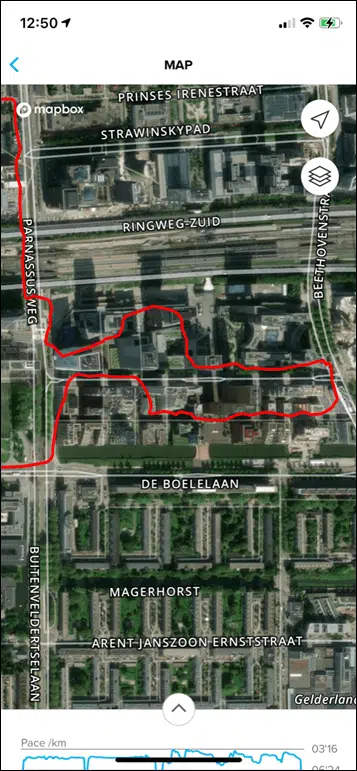 12:50
MAP
PRINSES IRENESTRAAT
mapbox
STRAWINSKYPAD
RINGWEG-ZUID
BEETHOVENSTRA
PARNASSUSWEG
DE BOELELAAN
BUITENVELDERTSELAAN
MAGERHORST
ARENT JANSZOON ERNSTSTRAAT
Gelderland
Pace /km
03'16
06'24